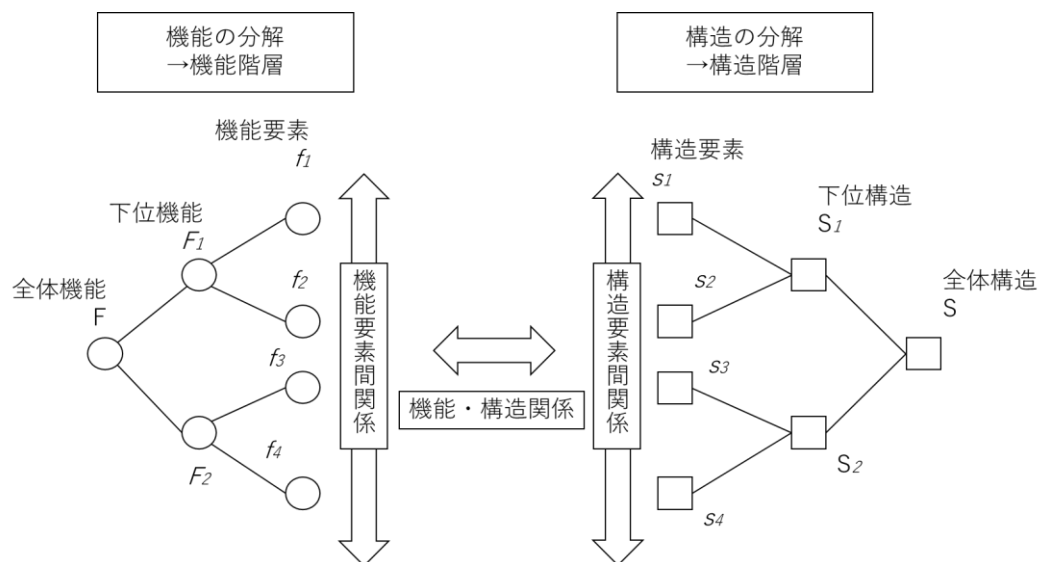 機能の分解
→機能階層
構造の分解
→構造階層
機能要素
f1
構造要素
s1
下位機能
F1
下位構造
S1
f2
s2
全体機能
F
機能要素間関係
構造要素間関係
全体構造
S
f3
s3
機能・構造関係
f4
F2
S2
s4